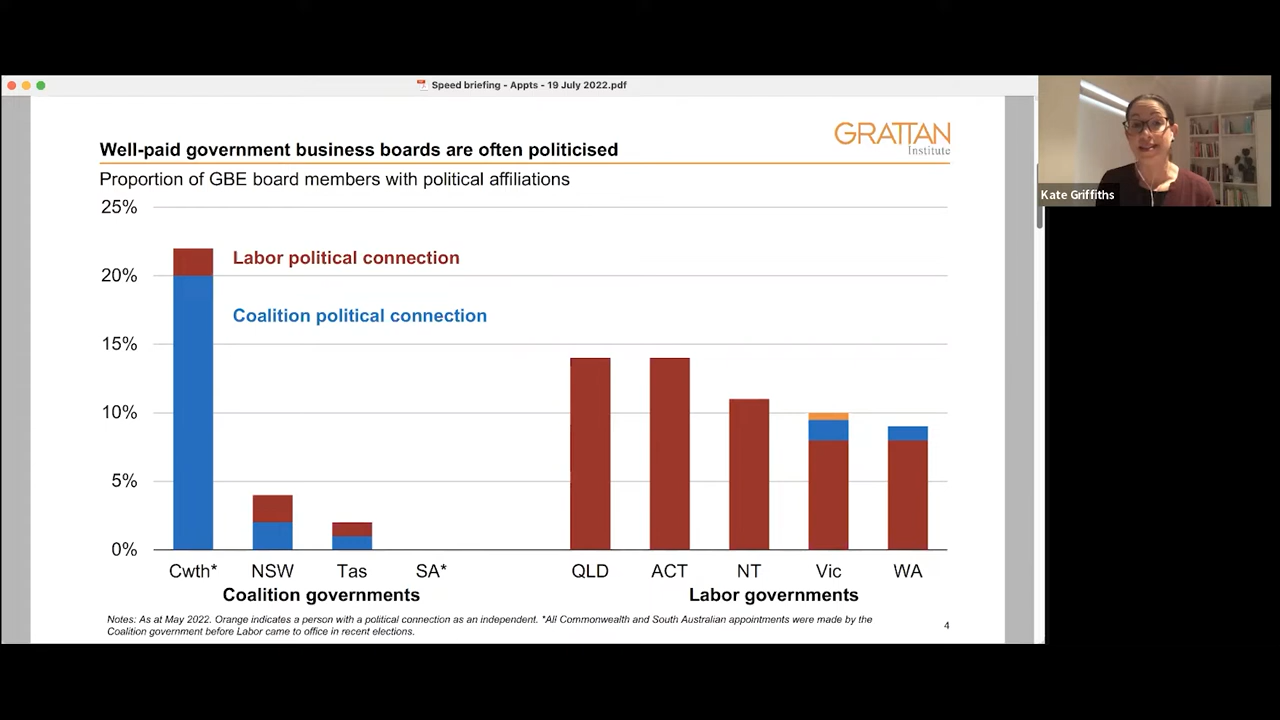 Speed briefing - Appts - 19 July 2022.pdf
GRATTAN
Institute
Well-paid government business boards are often politicised
Proportion of GBE board members with political affiliations
Kate Griffiths
25%
20%
15%
10%
5%
0%
Labor political connection
Coalition political connection
Cwth* NSW Tas SA* QLD ACT NT Vic WA
Coalition governments Labor governments
Notes: As at May 2022. Orange indicates a person with a political connection as an independent. *All Commonwealth and South Australian appointments were made by the
Coalition government before Labor came to office in recent elections.
4